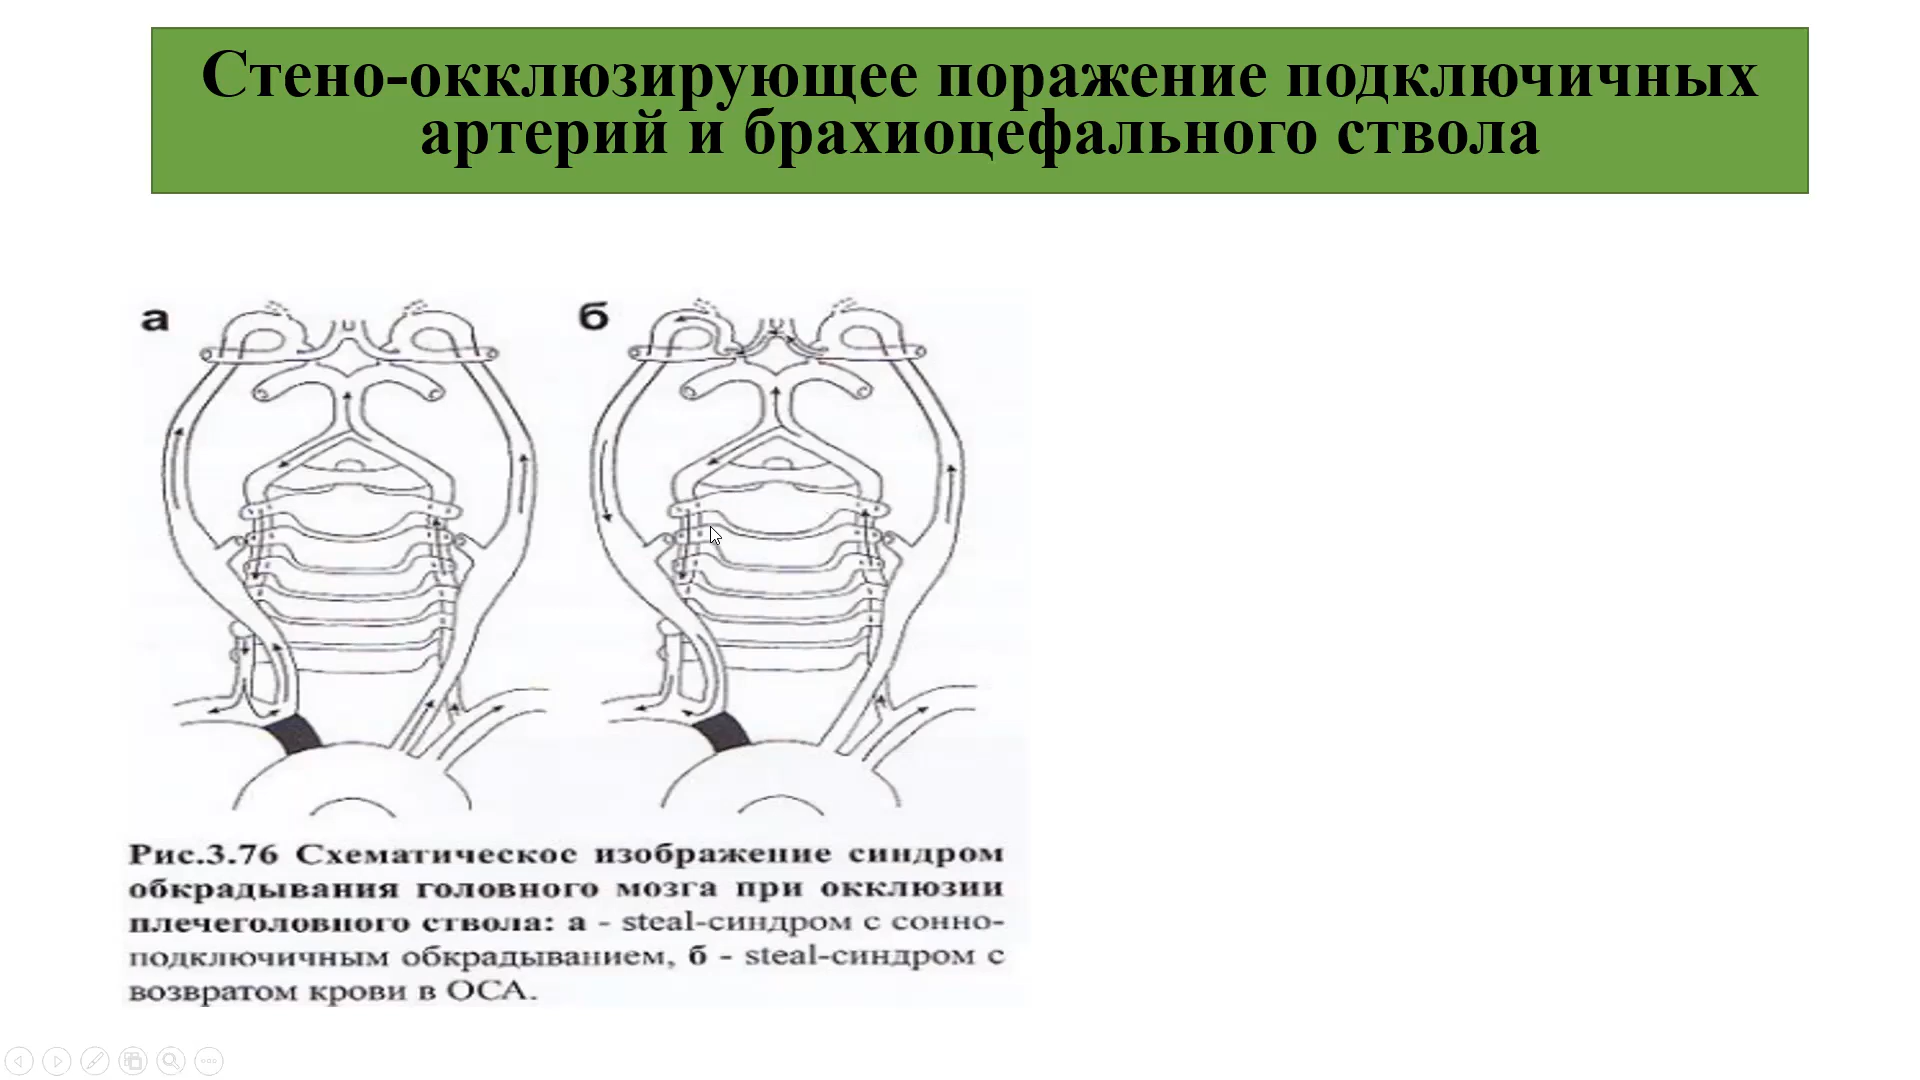 Стено-окклюзирующее поражение подключичных
артерий и брахиоцефального ствола
а
б
Рис.3.76 Схематическое изображение синдром
обкрадывания головного мозга при окклюзии
плечеголовного ствола: а - steal-синдром с сонно-
подключичным обкрадыванием, б - steal-синдром с
возвратом крови в ОСА.